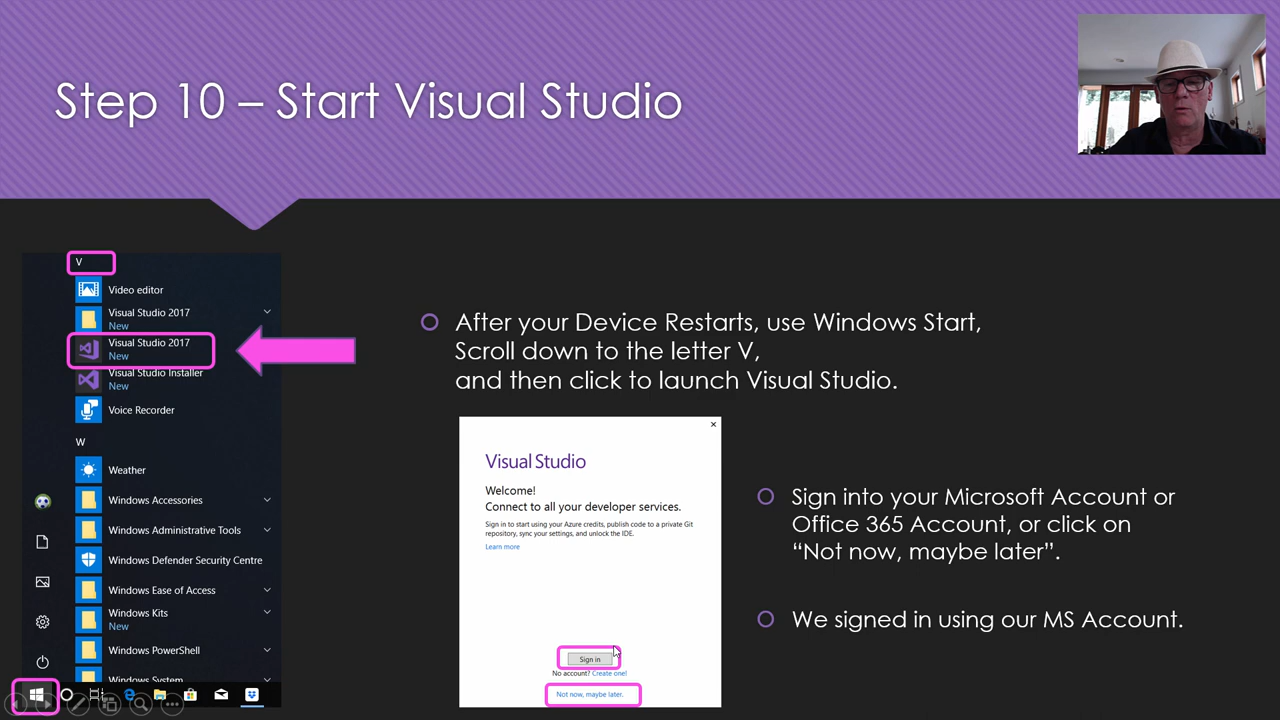 Step 10 – Start Visual Studio
V
Video editor
Visual Studio 2017
New
Visual Studio 2017
New
Visual Studio Installer
New
Voice Recorder
W
Weather
Windows Accessories
Windows Administrative Tools
Windows Defender Security Centre
Windows Ease of Access
Windows Kits
New
Windows PowerShell
Windows System
After your Device Restarts, use Windows Start,
Scroll down to the letter V,
and then click to launch Visual Studio.
Visual Studio
Welcome!
Connect to all your developer services.
Sign in to start using your Azure credits, publish code to a private Git
repository, sync your settings, and unlock the IDE.
Learn more
Sign in
No account? Create one!
Not now, maybe later.
Sign into your Microsoft Account or
Office 365 Account, or click on
“Not now, maybe later”.
We signed in using our MS Account.